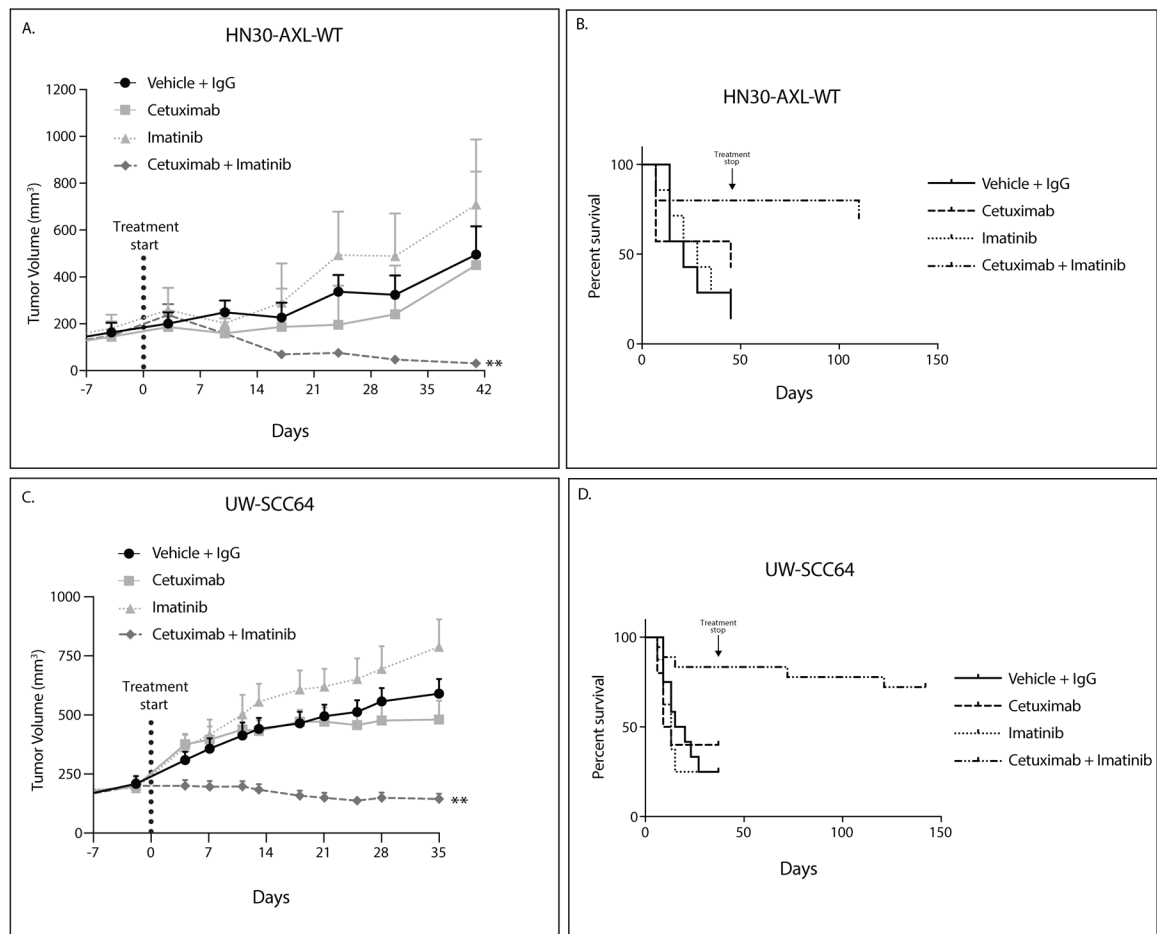 A.
HN30-AXL-WT
Vehicle + IgG
Cetuximab
Imatinib
Cetuximab + Imatinib
Treatment
start
Tumor Volume (mm³)
1200
1000
800
600
400
200
0
**
-7 0 7 14 21 28 35 42
Days
B.
HN30-AXL-WT
Treatment
stop
Percent survival
100
50
0
0 50 100 150
Days
Vehicle + IgG
Cetuximab
Imatinib
Cetuximab + Imatinib
C.
UW-SCC64
Vehicle + IgG
Cetuximab
Imatinib
Cetuximab + Imatinib
Treatment
start
Tumor Volume (mm³)
1000
750
500
250
0
**
-7 0 7 14 21 28 35
Days
D.
UW-SCC64
Treatment
stop
Percent survival
100
50
0
0 50 100 150
Days
Vehicle + IgG
Cetuximab
Imatinib
Cetuximab + Imatinib